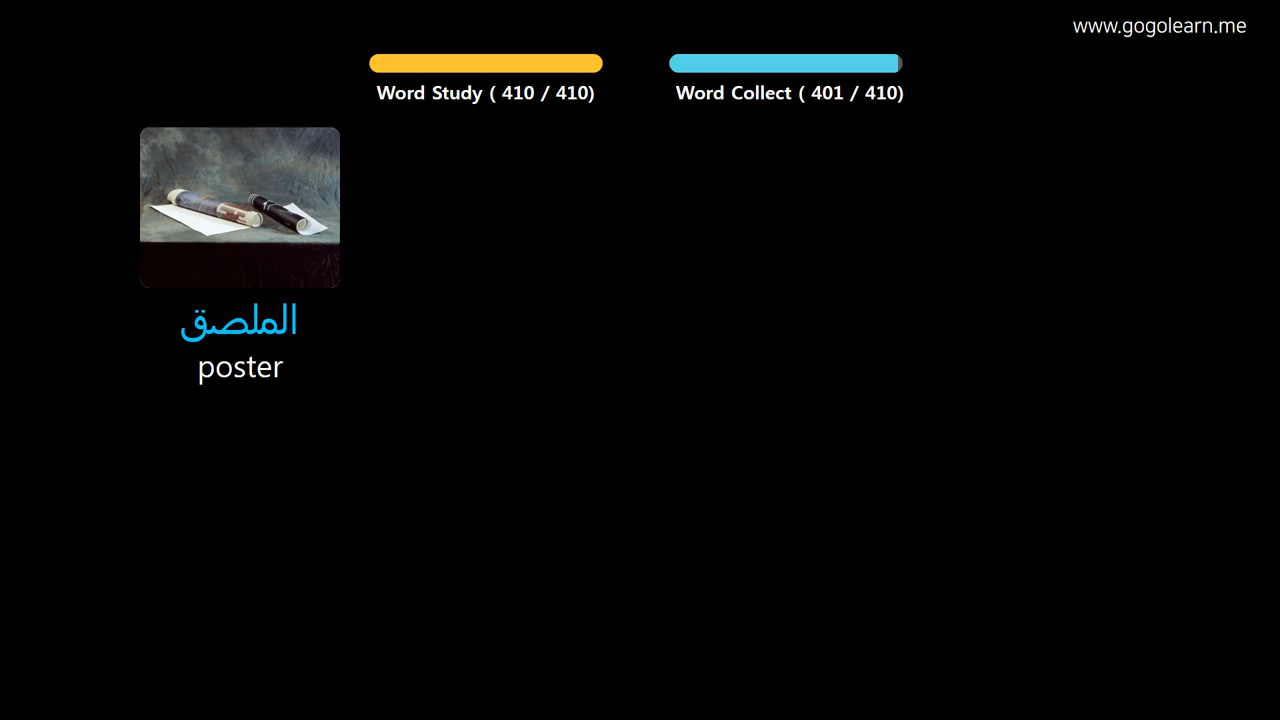 www.gogolearn.me
Word Study ( 410 / 410)
Word Collect ( 401 / 410)
الملصق
poster